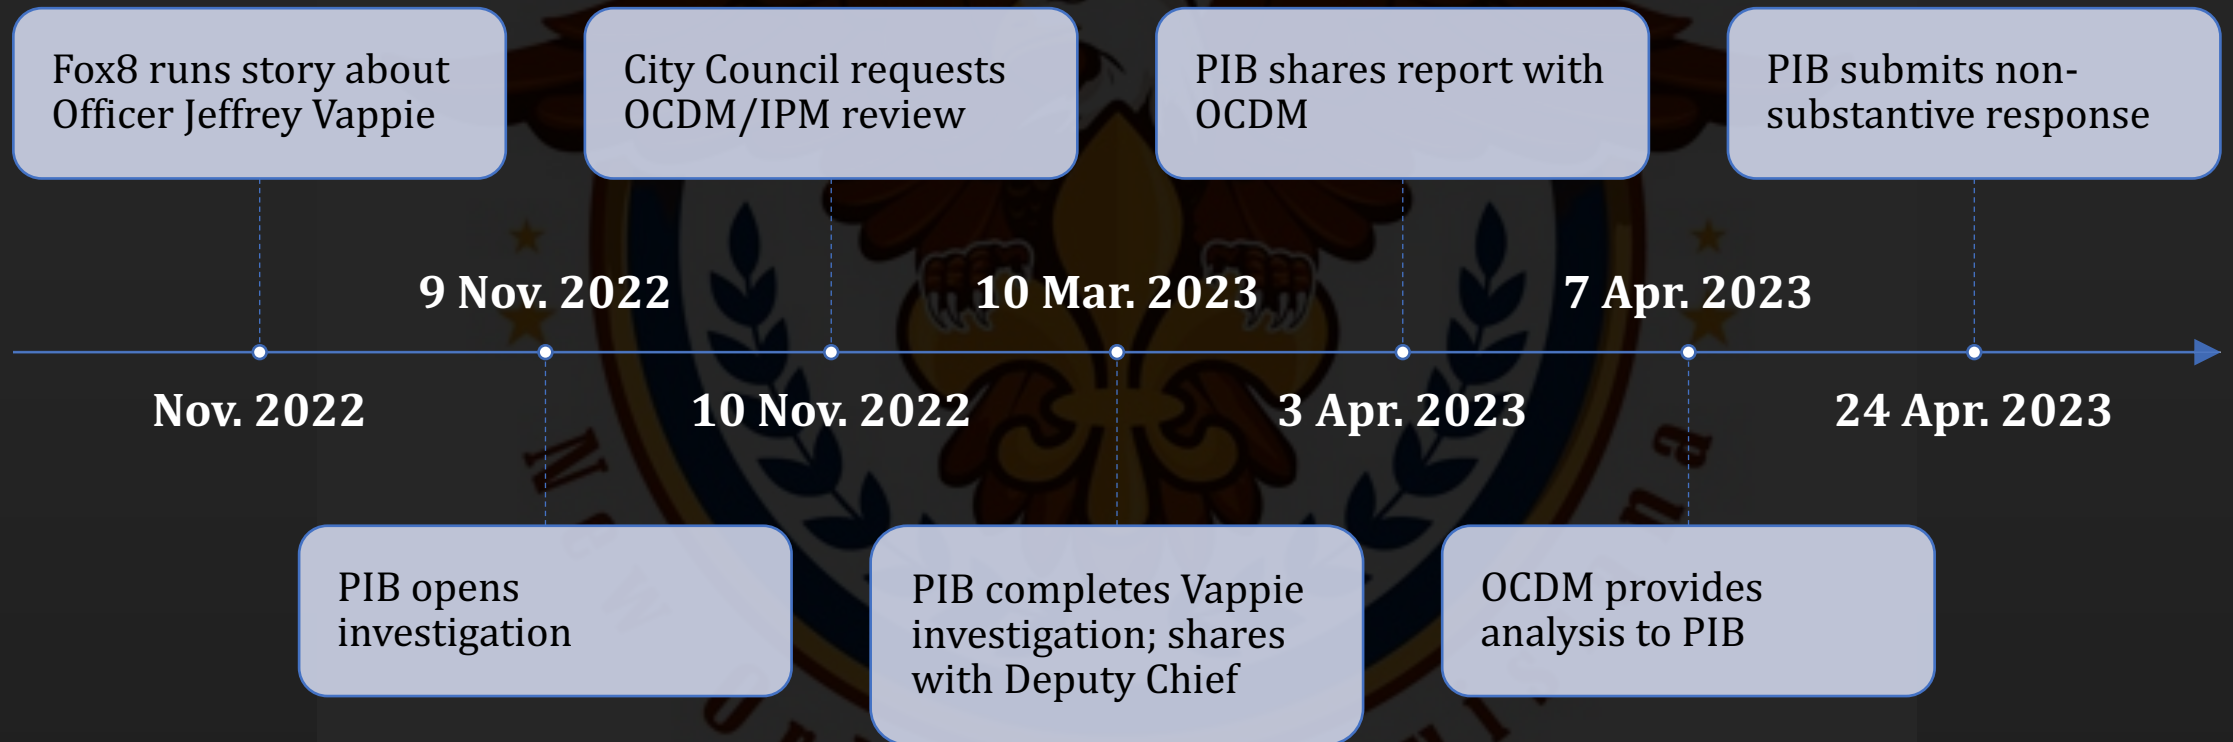 Fox8 runs story about
Officer Jeffrey Vappie
City Council requests
OCDM/IPM review
PIB shares report with
OCDM
PIB submits non-
substantive response
9 Nov. 2022
10 Mar. 2023
7 Apr. 2023
Nov. 2022
10 Nov. 2022
3 Apr. 2023
24 Apr. 2023
PIB opens
investigation
PIB completes Vappie
investigation; shares
with Deputy Chief
OCDM provides
analysis to PIB
New